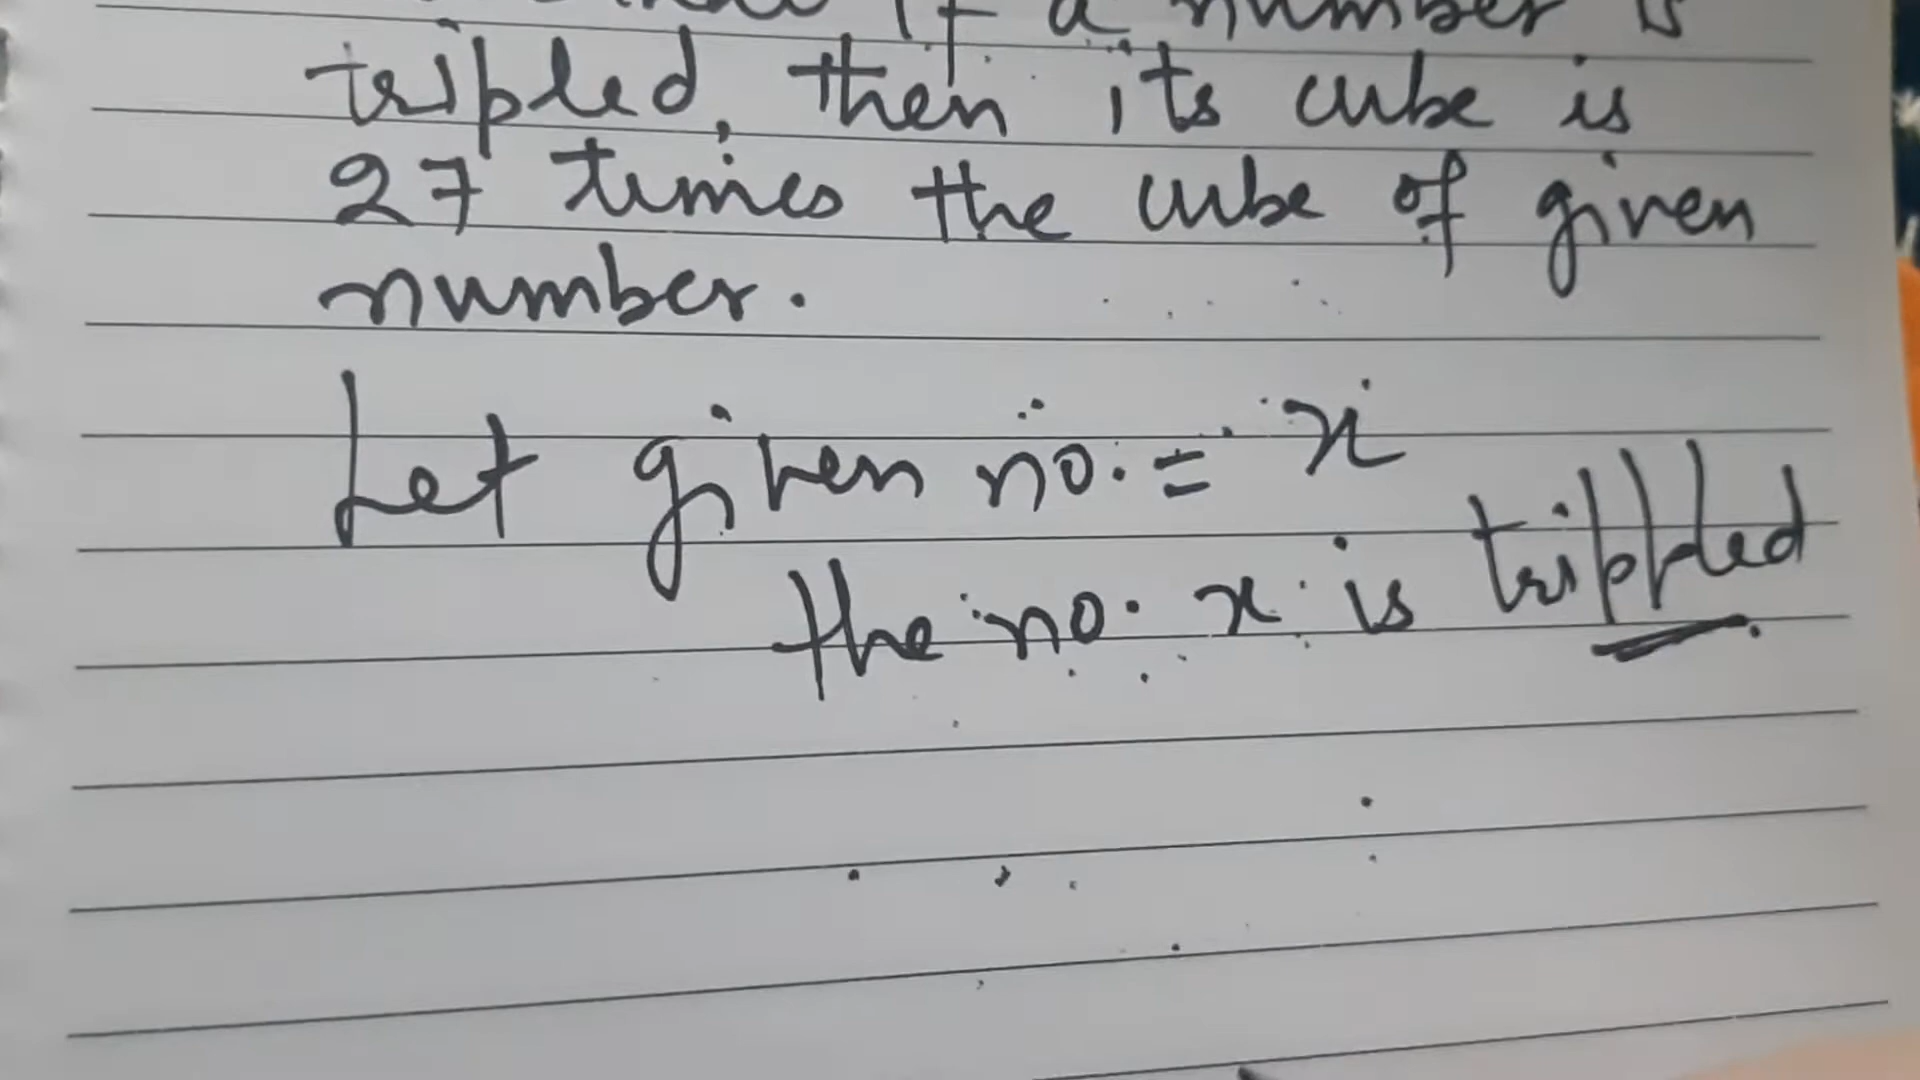 if a number is
tripled, then its cube is
27 times the cube of given
number.
Let given no. = x
the no. x is trippled